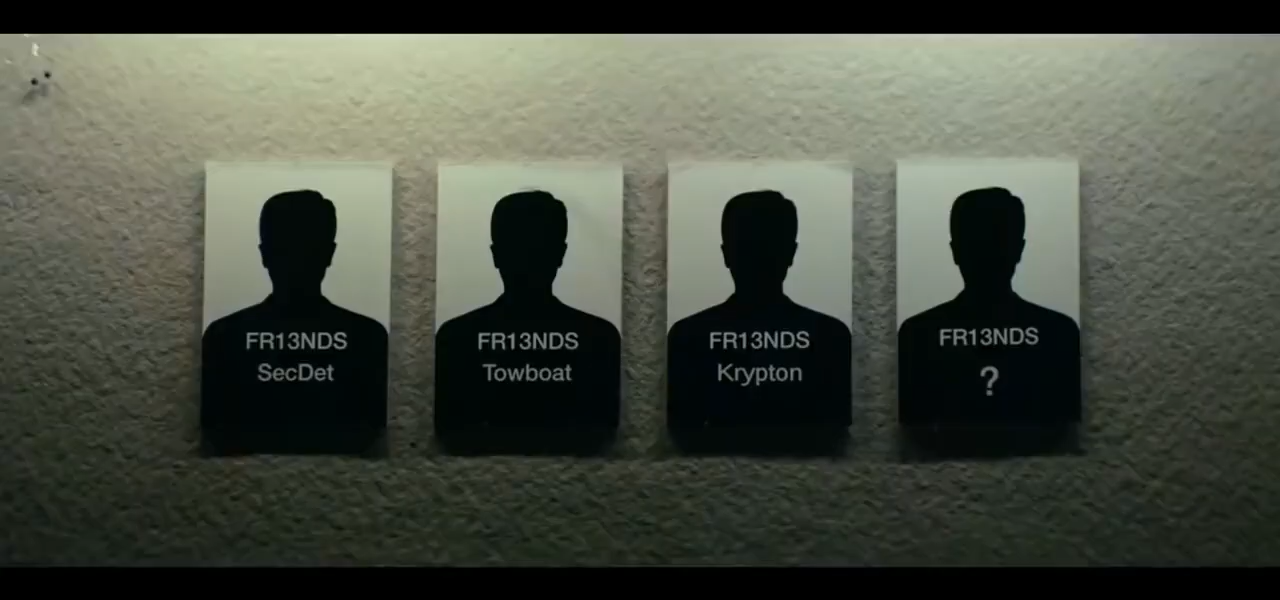 FR13NDS
SecDet
FR13NDS
Towboat
FR13NDS
Krypton
FR13NDS
?